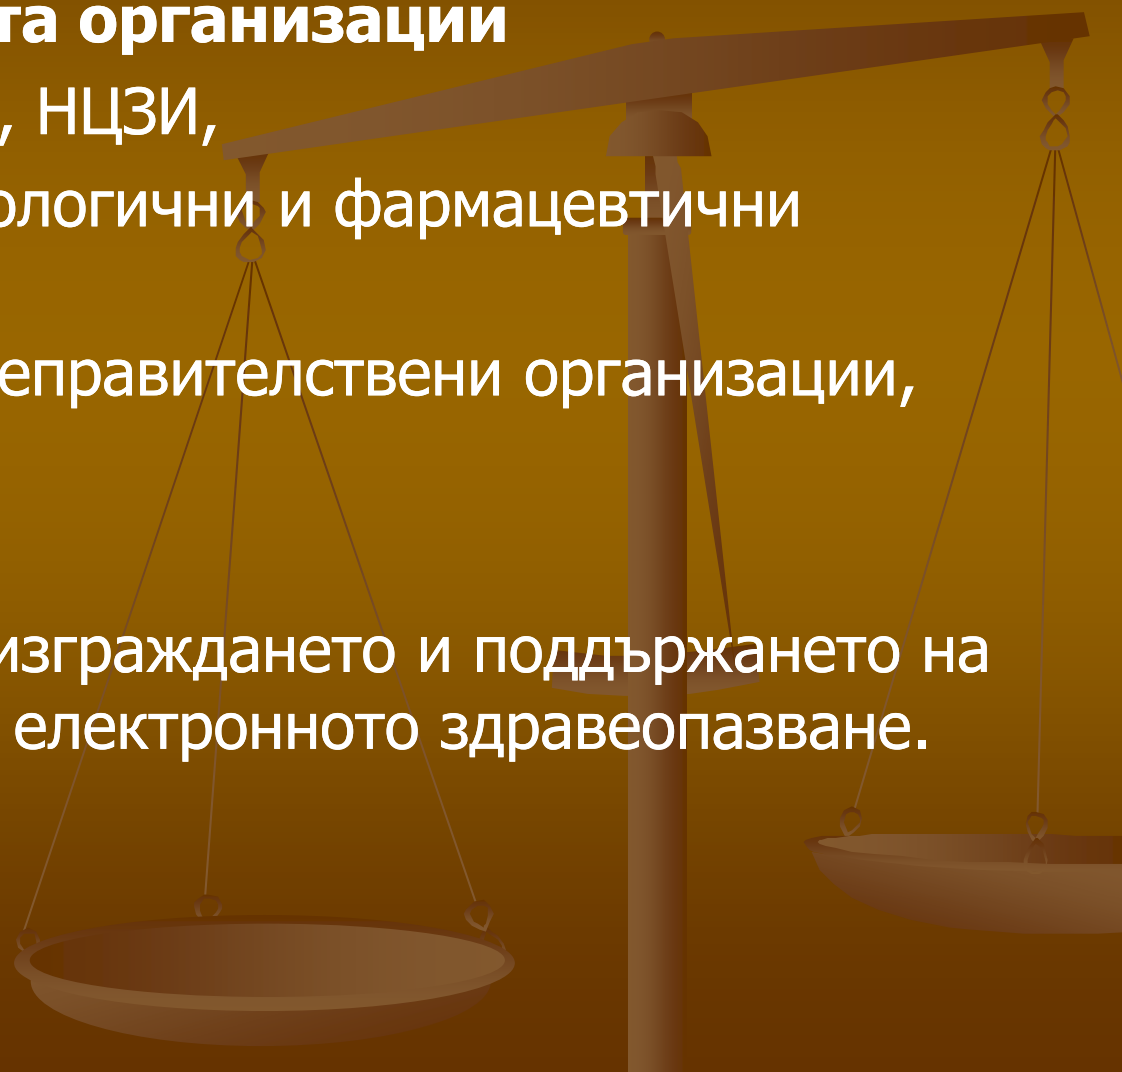 та организации
, НЦЗИ,
ологични и фармацевтични
еправителствени организации,
изграждането и поддържането на
електронното здравеопазване.